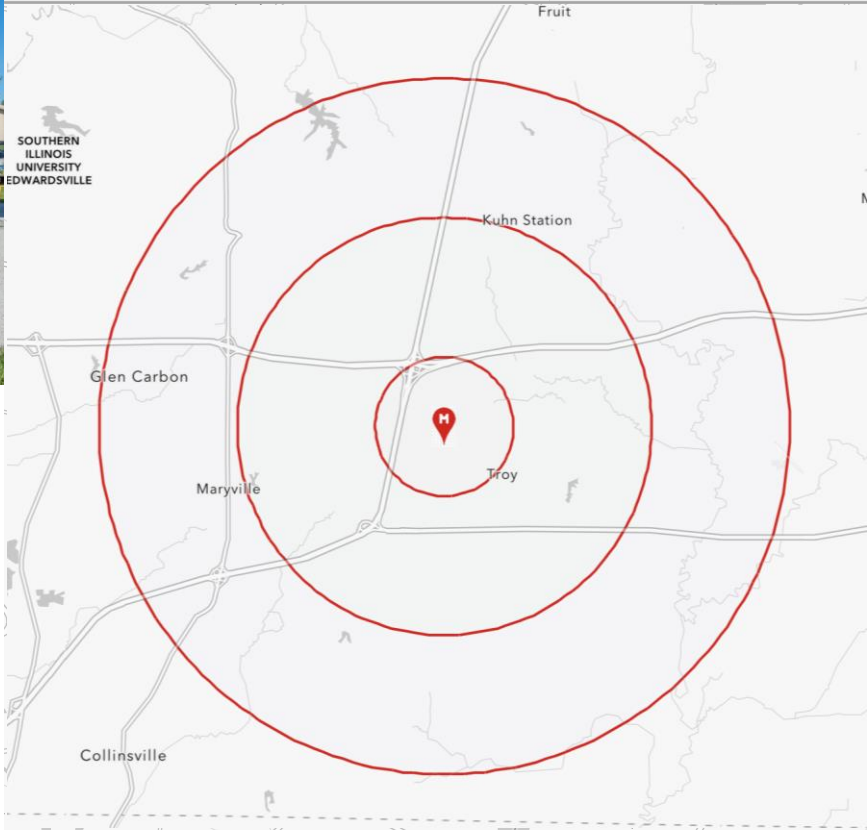 Fruit
SOUTHERN
ILLINOIS
UNIVERSITY
EDWARDSVILLE
Kuhn Station
Glen Carbon
M
Troy
Maryville
Collinsville